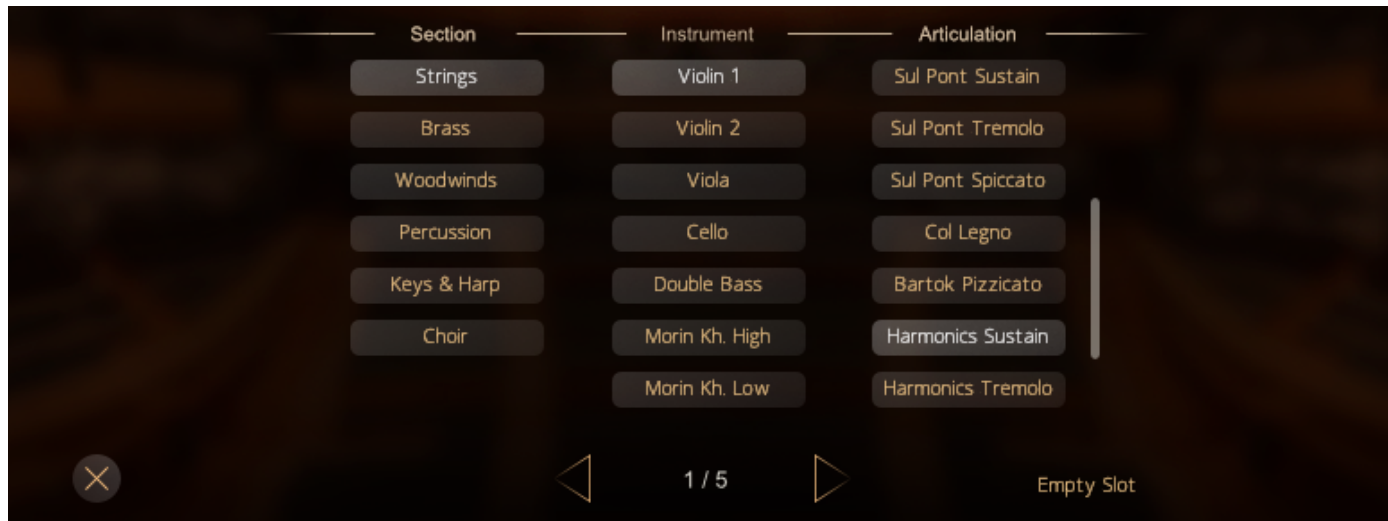 Section Instrument Articulation
Strings Violin 1 Sul Pont Sustain
Brass Violin 2 Sul Pont Tremolo
Woodwinds Viola Sul Pont Spiccato
Percussion Cello Col Legno
Keys & Harp Double Bass Bartok Pizzicato
Choir Morin Kh. High Harmonics Sustain
Morin Kh. Low Harmonics Tremolo
1 / 5
Empty Slot